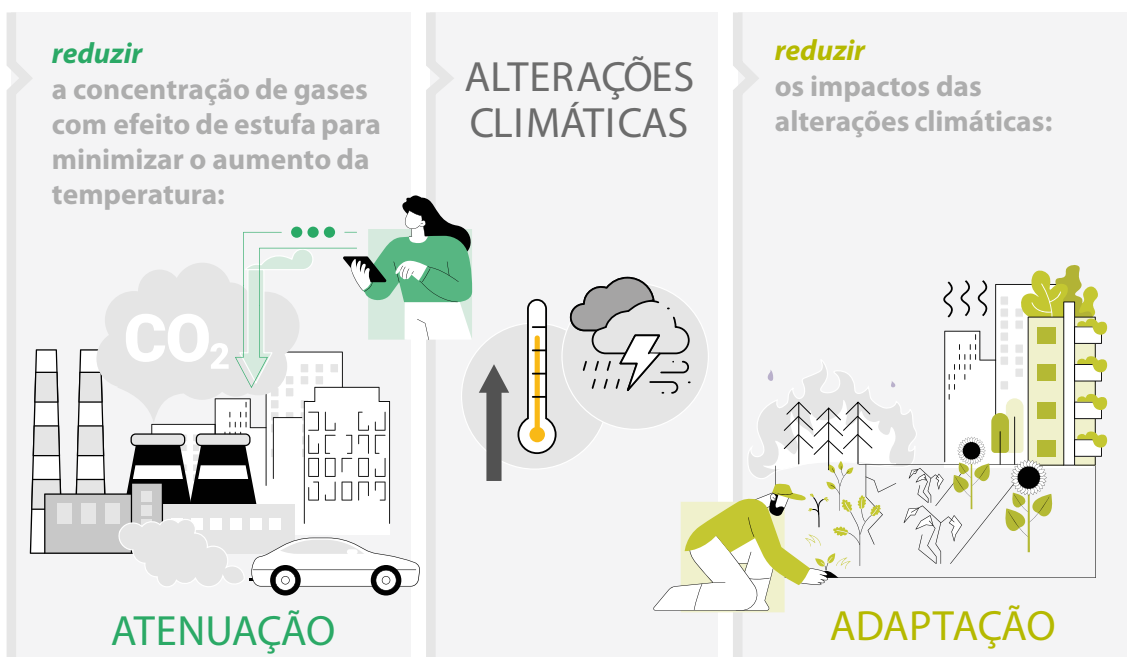 reduzir
a concentração de gases
com efeito de estufa para
minimizar o aumento da
temperatura:
CO₂
ATENUAÇÃO
ALTERAÇÕES
CLIMÁTICAS
reduzir
os impactos das
alterações climáticas:
ADAPTAÇÃO